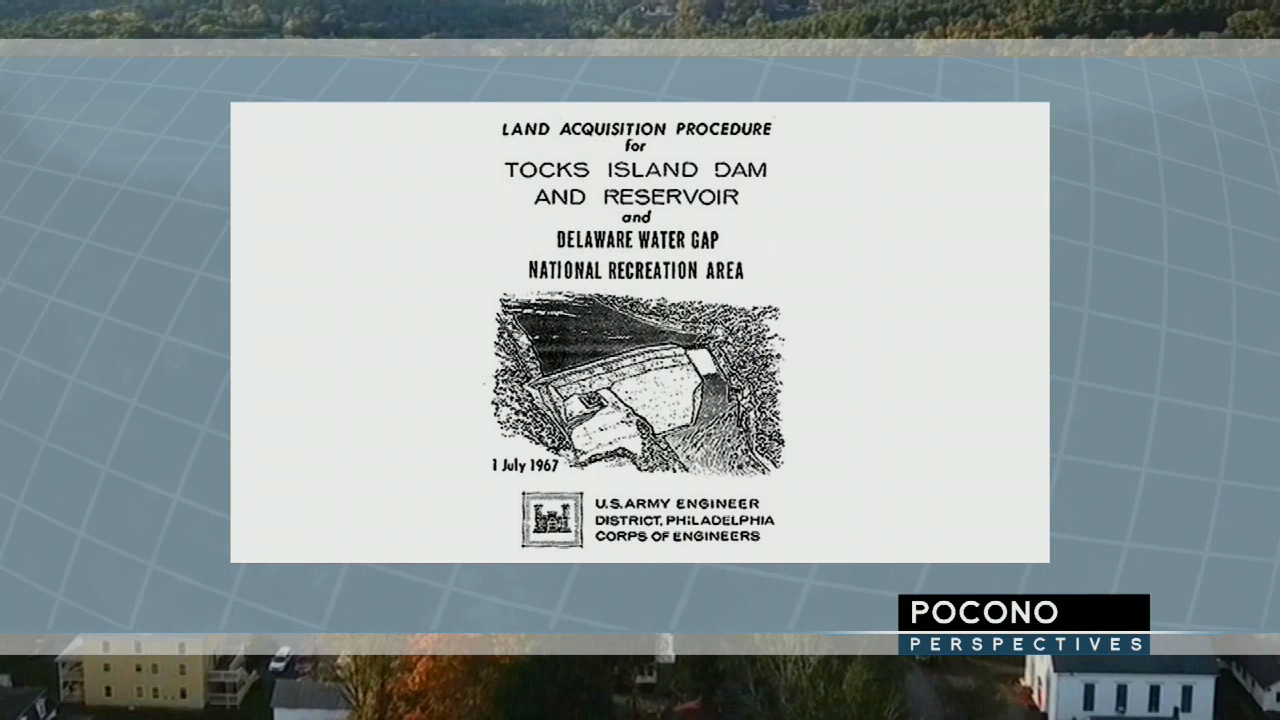 LAND ACQUISITION PROCEDURE
for
TOCKS ISLAND DAM
AND RESERVOIR
and
DELAWARE WATER GAP
NATIONAL RECREATION AREA
1 July 1967
U.S. ARMY ENGINEER
DISTRICT, PHILADELPHIA
CORPS OF ENGINEERS
POCONO
PERSPECTIVES